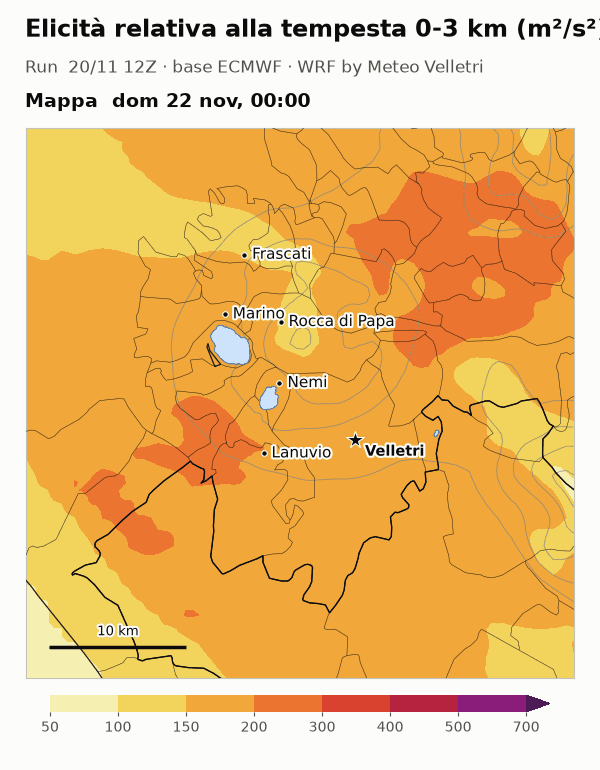 Elicità relativa alla tempesta 0-3 km (m²/s²)
Run 20/11 12Z · base ECMWF · WRF by Meteo Velletri
Mappa dom 22 nov, 00:00
Frascati
Marino
Rocca di Papa
Nemi
Lanuvio
Velletri
10 km
50 100 150 200 300 400 500 700